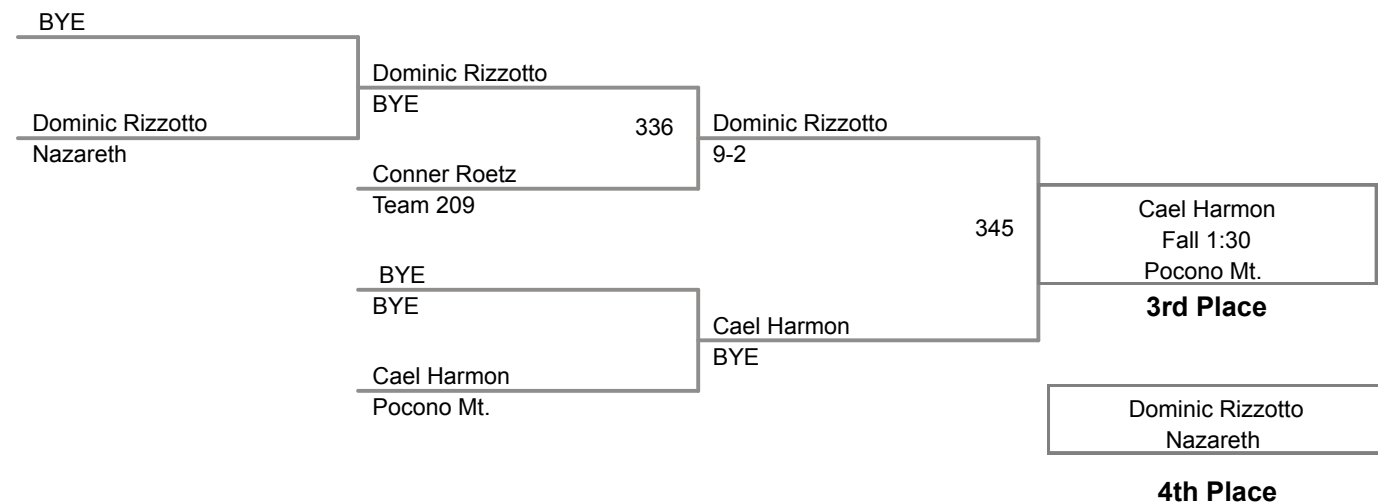 BYE
Dominic Rizzotto
BYE
Dominic Rizzotto
Nazareth
336
Dominic Rizzotto
9-2
Conner Roetz
Team 209
345
Cael Harmon
Fall 1:30
Pocono Mt.
3rd Place
BYE
BYE
Cael Harmon
BYE
Cael Harmon
Pocono Mt.
Dominic Rizzotto
Nazareth
4th Place